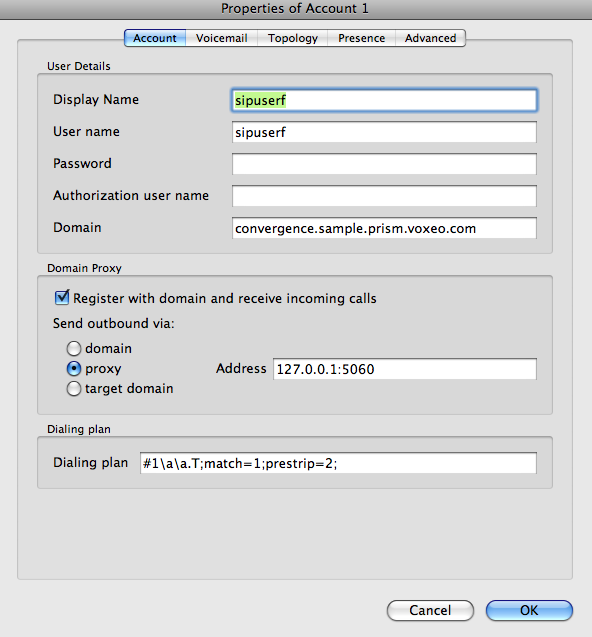 Properties of Account 1
Account Voicemail Topology Presence Advanced
User Details
Display Name sipuserf
User name sipuserf
Password
Authorization user name
Domain convergence.sample.prism.voxeo.com
Domain Proxy
Register with domain and receive incoming calls
Send outbound via:
domain
proxy Address 127.0.0.1:5060
target domain
Dialing plan
Dialing plan #1\a\a.T;match=1;prestrip=2;
Cancel OK